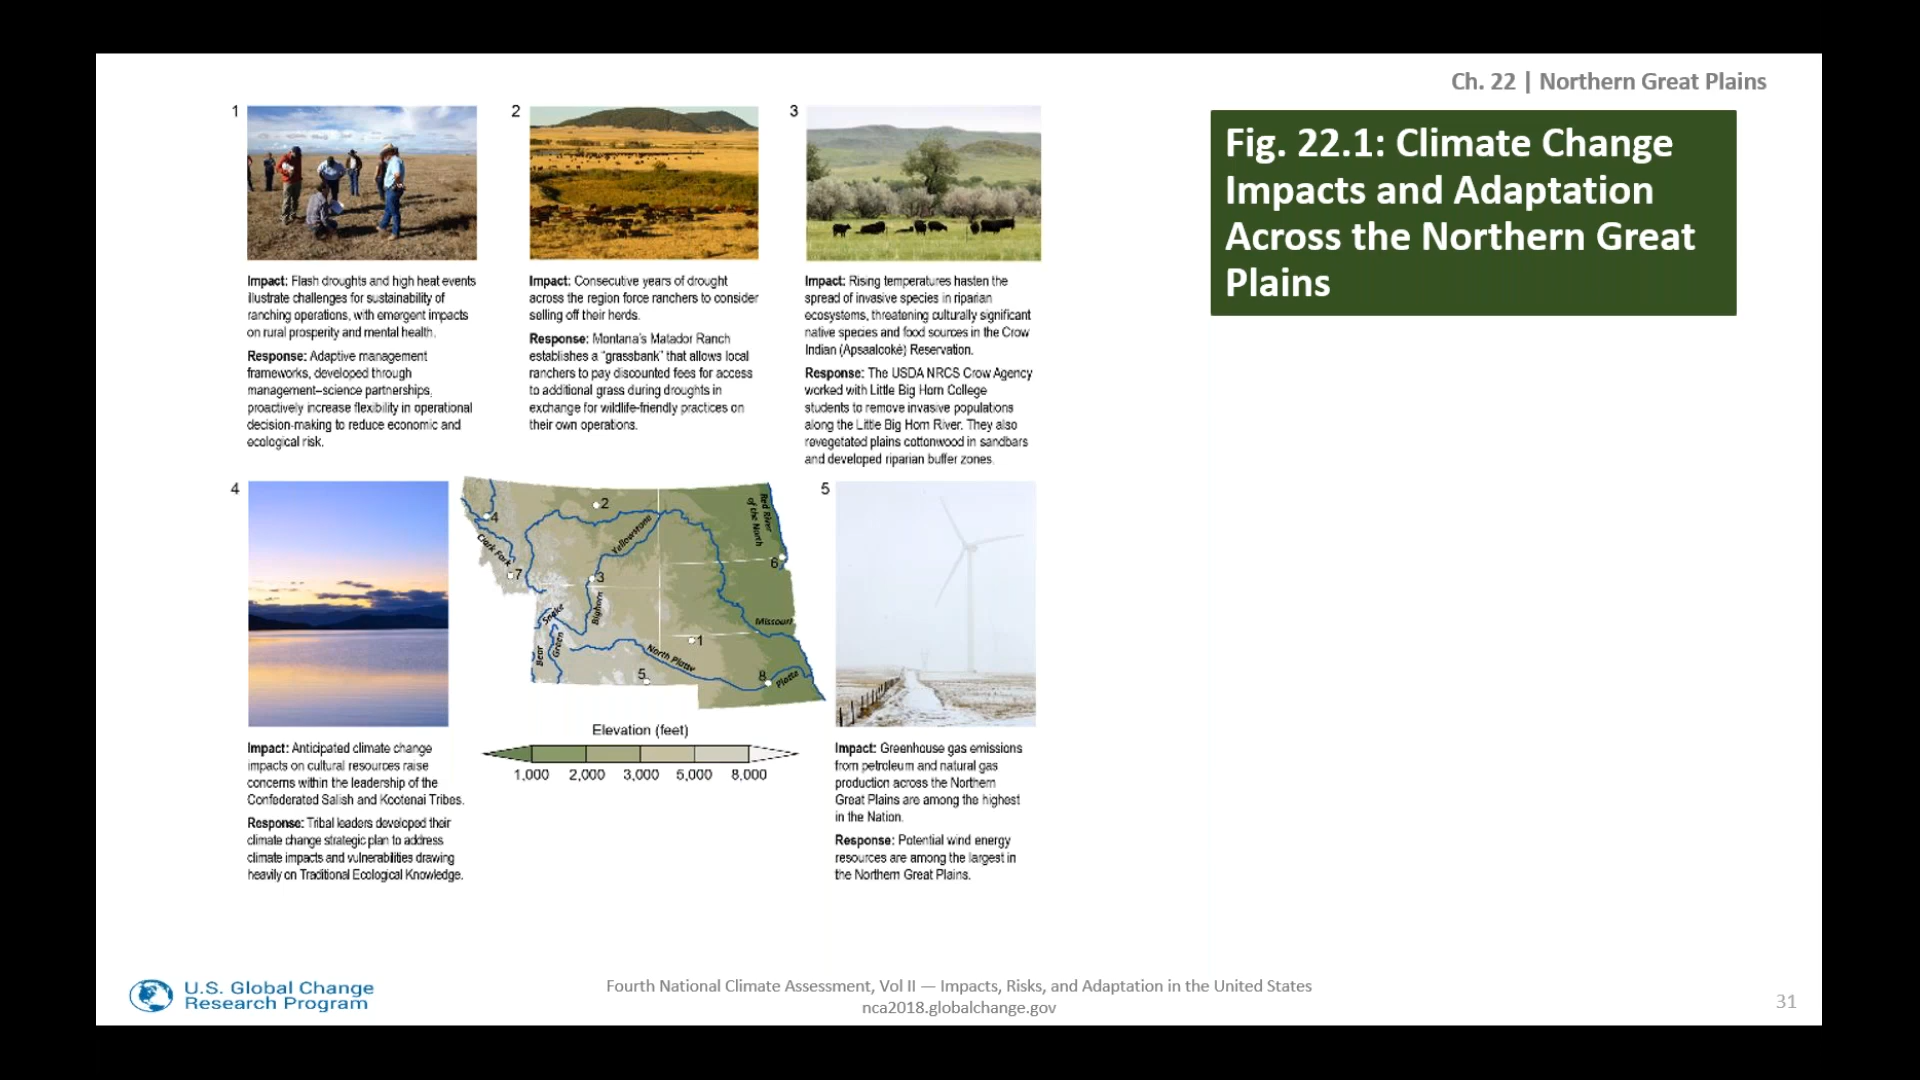 Ch. 22 | Northern Great Plains
Fig. 22.1: Climate Change
Impacts and Adaptation
Across the Northern Great
Plains
1
Impact: Flash droughts and high heat events
illustrate challenges for sustainability of
ranching operations, with emergent impacts
on rural prosperity and mental health.
Response: Adaptive management
frameworks, developed through
management–science partnerships,
proactively increase flexibility in operational
decision-making to reduce economic and
ecological risk.
2
Impact: Consecutive years of drought
across the region force ranchers to consider
selling off their herds.
Response: Montana's Matador Ranch
establishes a "grassbank" that allows local
ranchers to pay discounted fees for access
to additional grass during droughts in
exchange for wildlife-friendly practices on
their own operations.
3
Impact: Rising temperatures hasten the
spread of invasive species in riparian
ecosystems, threatening culturally significant
native species and food sources in the Crow
Indian (Apsaalooké) Reservation.
Response: The USDA NRCS Crow Agency
worked with Little Big Horn College
students to remove invasive populations
along the Little Big Horn River. They also
revegetated plains cottonwood in sandbars
and developed riparian buffer zones.
4
Impact: Anticipated climate change
impacts on cultural resources raise
concerns within the leadership of the
Confederated Salish and Kootenai Tribes.
Response: Tribal leaders developed their
climate change strategic plan to address
climate impacts and vulnerabilities drawing
heavily on Traditional Ecological Knowledge.
2
4
Red River
of the North
Yellowstone
Clark Fork
6
7
3
Snake
Bighorn
Missouri
Green
Bear
1
North Platte
5
8
Platte
Elevation (feet)
1,000 2,000 3,000 5,000 8,000
5
Impact: Greenhouse gas emissions
from petroleum and natural gas
production across the Northern
Great Plains are among the highest
in the Nation.
Response: Potential wind energy
resources are among the largest in
the Northern Great Plains.
U.S. Global Change
Research Program
Fourth National Climate Assessment, Vol II — Impacts, Risks, and Adaptation in the United States
nca2018.globalchange.gov
31